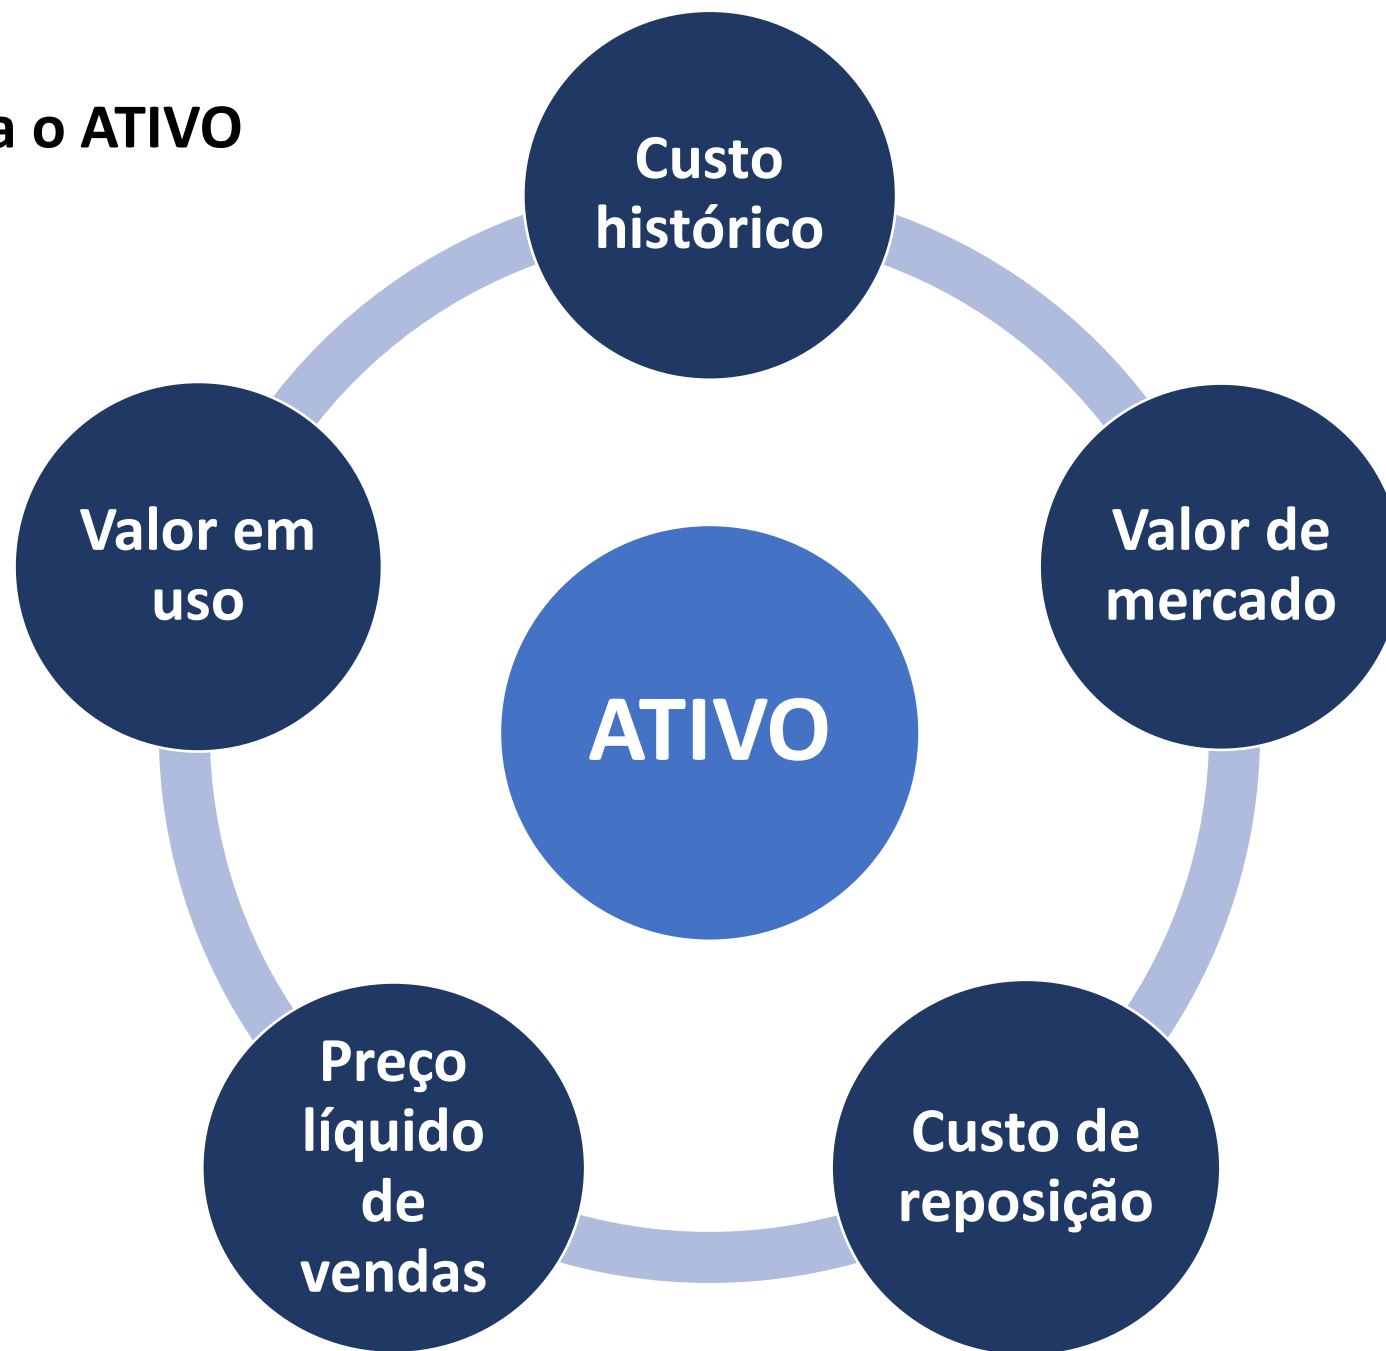 a o ATIVO
Custo
histórico
Valor de
mercado
Custo de
reposição
Preço
líquido
de
vendas
Valor em
uso
ATIVO